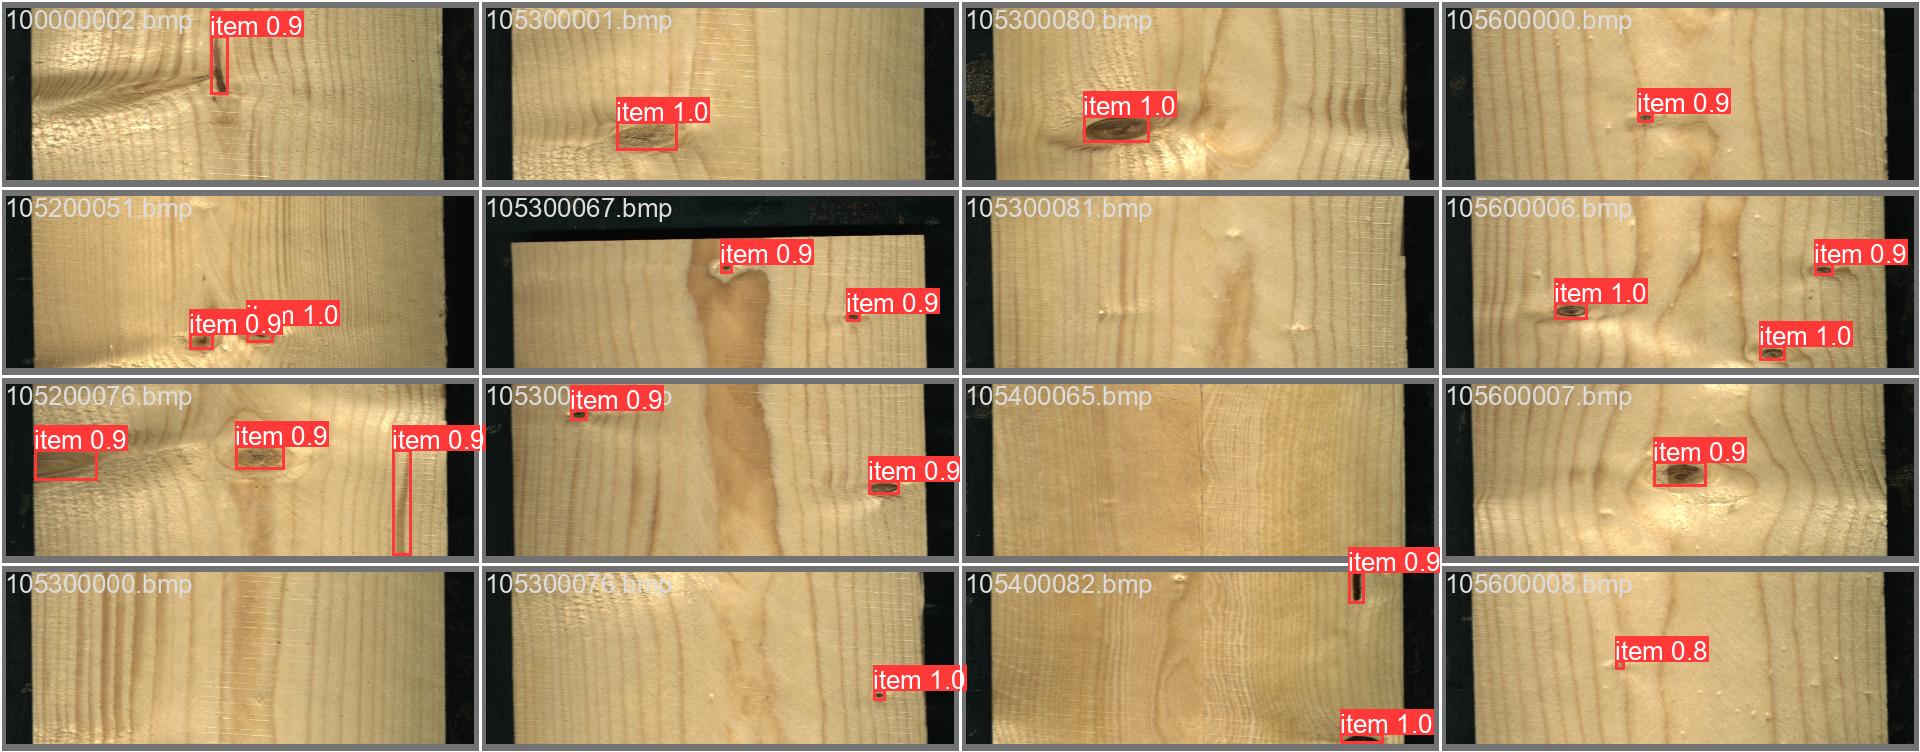 100000002.bmp
item 0.9
105300001.bmp
item 1.0
105300080.bmp
item 1.0
105600000.bmp
item 0.9
105200051.bmp
item 0.9
1.0
105300067.bmp
item 0.9
item 0.9
105300081.bmp
105600006.bmp
item 0.9
item 1.0
item 1.0
105200076.bmp
item 0.9
item 0.9
item 0.9
105300
item 0.9
item 0.9
105400065.bmp
105600007.bmp
item 0.9
105300000.bmp
105300076.bmp
item 1.0
105400082.bmp
item 0.9
item 1.0
105600008.bmp
item 0.8